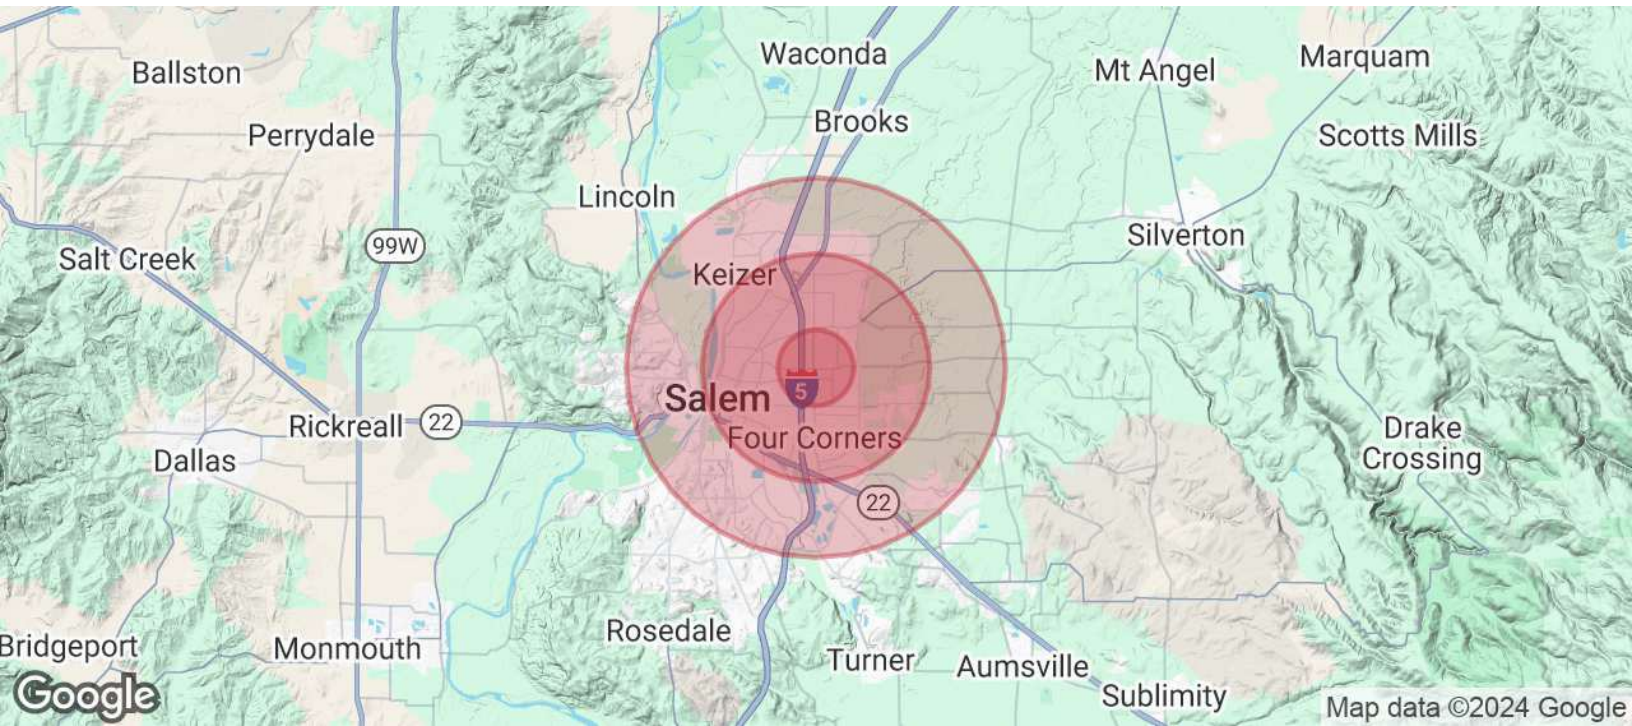 Waconda
Marquam
Ballston
Mt Angel
Brooks
Perrydale
Scotts Mills
Lincoln
Silverton
99W
Salt Creek
Keizer
5
Salem
22
Rickreall
Four Corners
Drake
Crossing
Dallas
22
Rosedale
Bridgeport
Monmouth
Turner
Aumsville
Sublimity
Google
Map data ©2024 Google